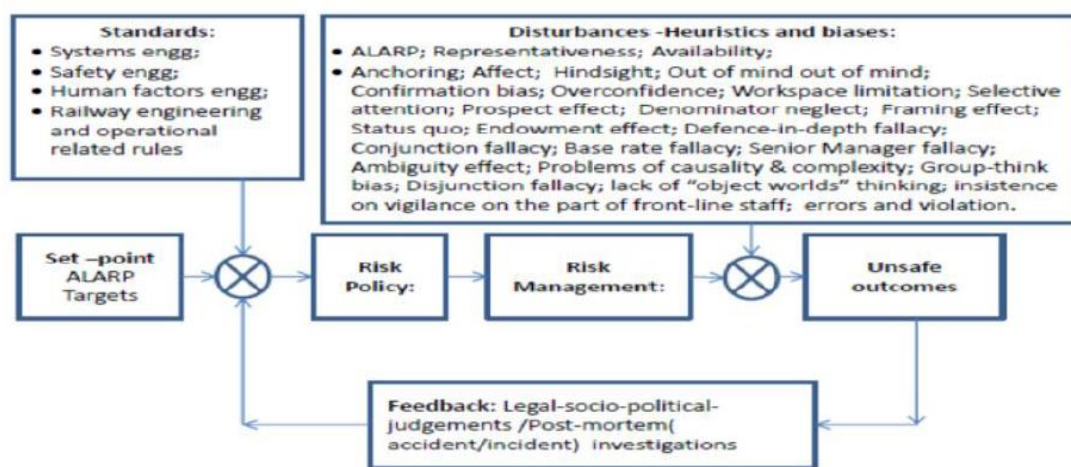 Standards:
• Systems engg;
• Safety engg;
• Human factors engg;
• Railway engineering
and operational
related rules
Disturbances -Heuristics and biases:
• ALARP; Representativeness; Availability;
• Anchoring; Affect; Hindsight; Out of mind out of mind;
Confirmation bias; Overconfidence; Workspace limitation; Selective
attention; Prospect effect; Denominator neglect; Framing effect;
Status quo; Endowment effect; Defence-in-depth fallacy;
Conjunction fallacy; Base rate fallacy; Senior Manager fallacy;
Ambiguity effect; Problems of causality & complexity; Group-think
bias; Disjunction fallacy; lack of "object worlds" thinking; insistence
on vigilance on the part of front-line staff; errors and violation.
Set –point
ALARP
Targets
Risk
Policy:
Risk
Management:
Unsafe
outcomes
Feedback: Legal-socio-political-
judgements /Post-mortem(
accident/incident) investigations